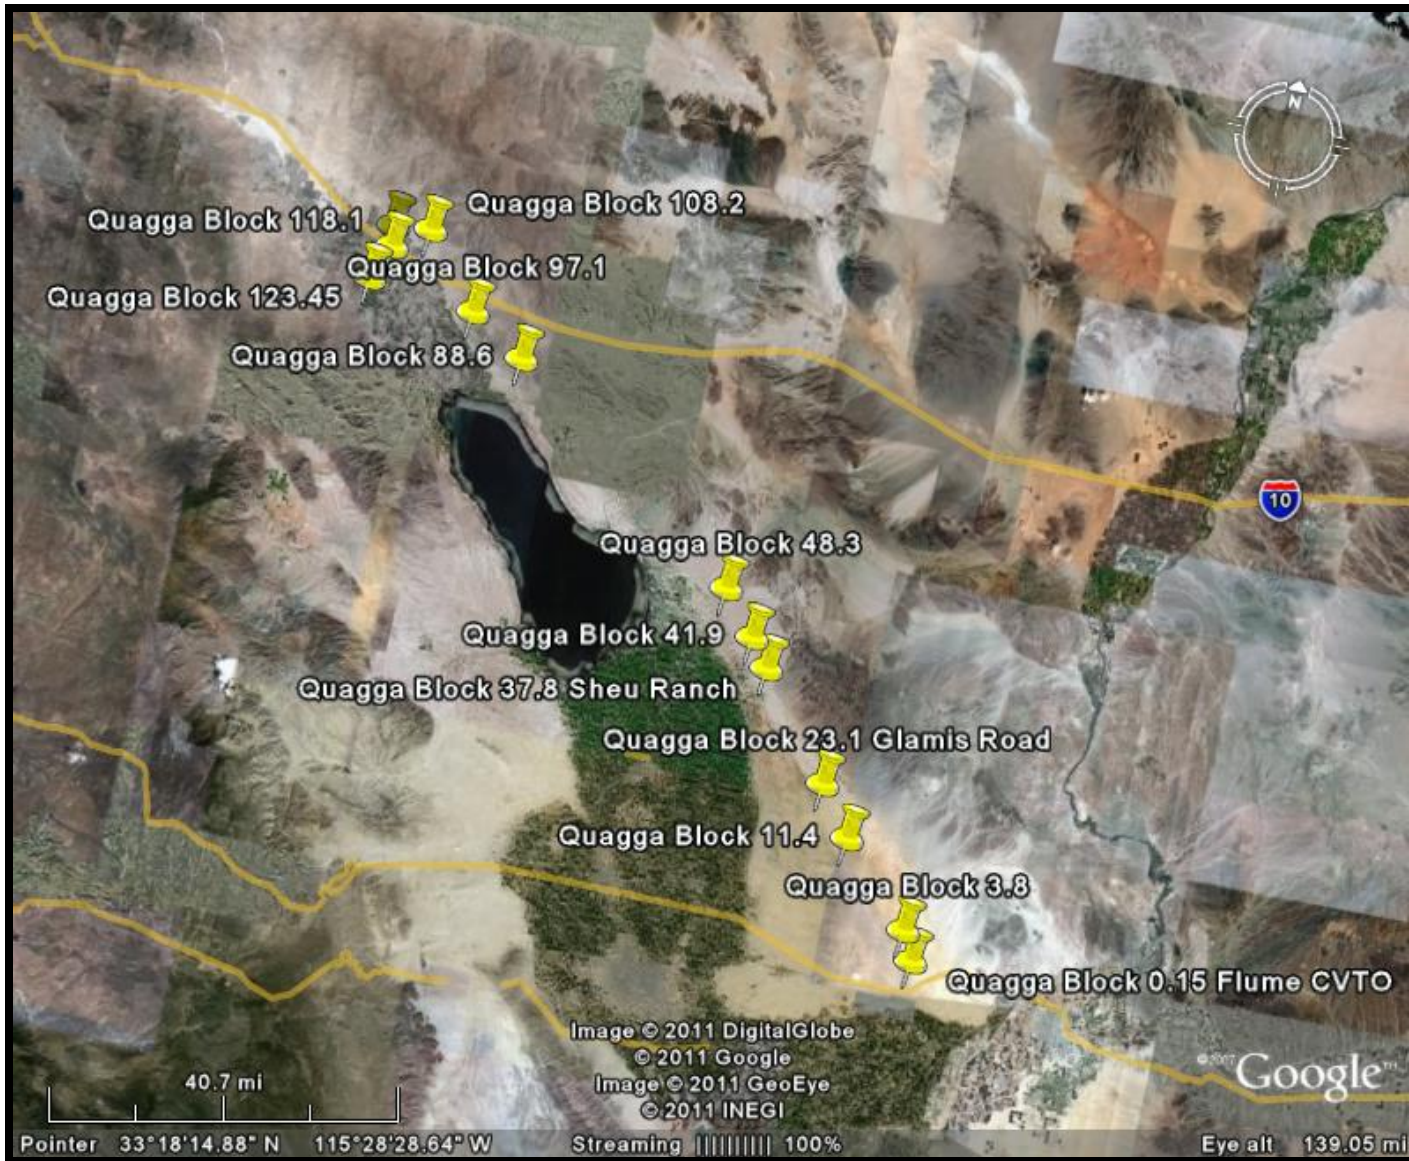 N
Quagga Block 108.2
Quagga Block 118.1
Quagga Block 97.1
Quagga Block 123.45
Quagga Block 88.6
10
Quagga Block 48.3
Quagga Block 41.9
Quagga Block 37.8 Sheu Ranch
Quagga Block 23.1 Glamis Road
Quagga Block 11.4
Quagga Block 3.8
Quagga Block 0.15 Flume CVTO
Image © 2011 DigitalGlobe
© 2011 Google
Image © 2011 GeoEye
© 2011 INEGI
©2007 Google™
40.7 mi
Pointer 33°18'14.88" N 115°28'28.64" W Streaming |||||||||| 100% Eye alt 139.05 mi